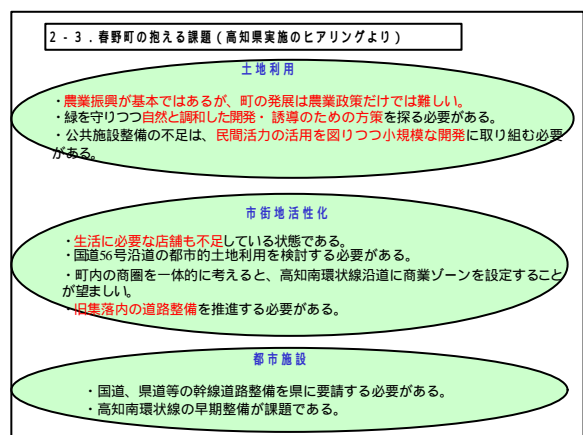 2-3.春野町の抱える課題(高知県実施のヒアリングより)
土地利用
・農業振興が基本ではあるが、町の発展は農業政策だけでは難しい。
・緑を守りつつ自然と調和した開発・誘導のための方策を探る必要がある。
・公共施設整備の不足は、民間活力の活用を図りつつ小規模な開発に取り組む必要
がある。
市街地活性化
・生活に必要な店舗も不足している状態である。
・国道56号沿道の都市的土地利用を検討する必要がある。
・町内の商圏を一体的に考えると、高知南環状線沿道に商業ゾーンを設定すること
が望ましい。
・旧集落内の道路整備を推進する必要がある。
都市施設
・国道、県道等の幹線道路整備を県に要請する必要がある。
・高知南環状線の早期整備が課題である。